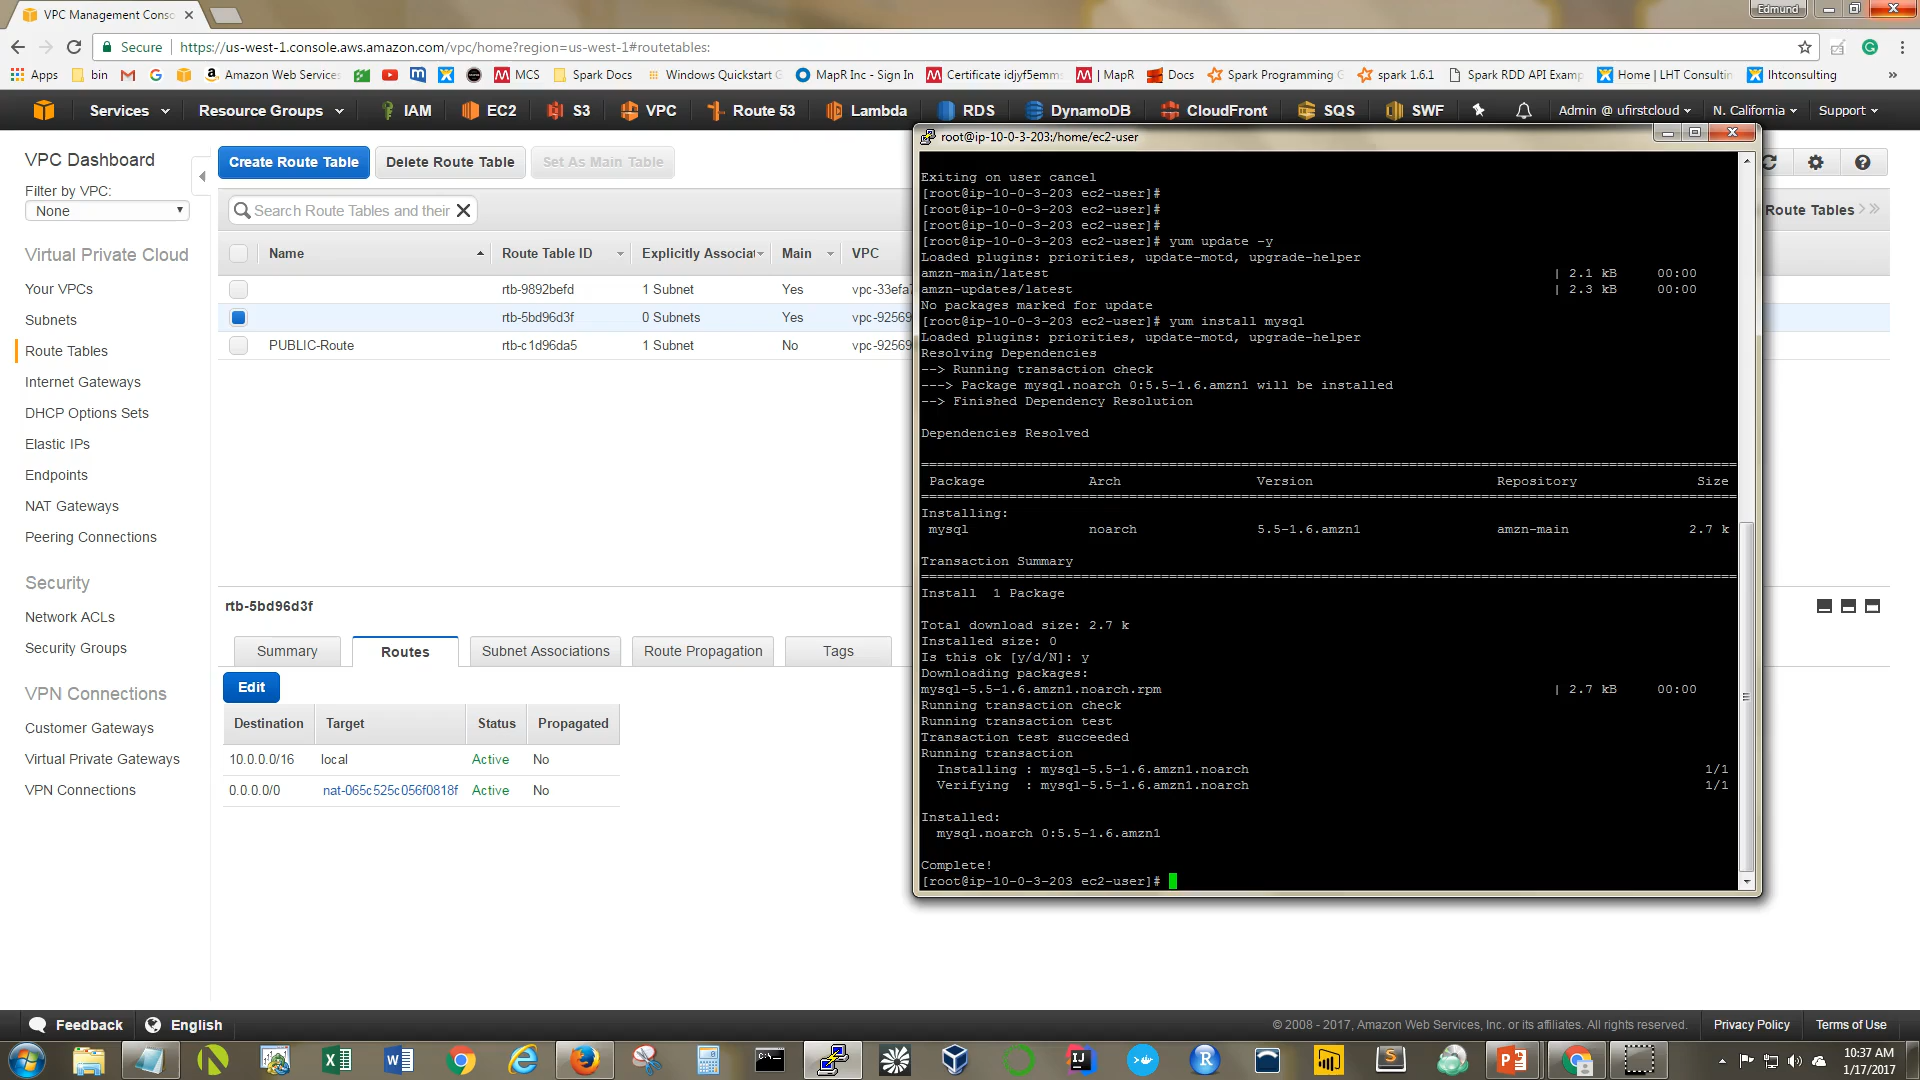 VPC Management Conso
Edmund
Secure
https://us-west-1.console.aws.amazon.com/vpc/home?region=us-west-1#routetables:
Apps bin Amazon Web Services MCS Spark Docs Windows Quickstart G MapR Inc - Sign In Certificate idjyf5emms | MapR Docs Spark Programming G spark 1.6.1 Spark RDD API Examp Home | LHT Consultin lhtconsulting
Services Resource Groups IAM EC2 S3 VPC Route 53 Lambda RDS DynamoDB CloudFront SQS SWF Admin @ ufirstcloud N. California Support
VPC Dashboard
Filter by VPC:
None
Virtual Private Cloud
Your VPCs
Subnets
Route Tables
Internet Gateways
DHCP Options Sets
Elastic IPs
Endpoints
NAT Gateways
Peering Connections
Security
Network ACLs
Security Groups
VPN Connections
Customer Gateways
Virtual Private Gateways
VPN Connections
Create Route Table Delete Route Table Set As Main Table
Search Route Tables and their
Route Tables
Name Route Table ID Explicitly Associat Main VPC
rtb-9892befd 1 Subnet Yes vpc-33efa
rtb-5bd96d3f 0 Subnets Yes vpc-92569
PUBLIC-Route rtb-c1d96da5 1 Subnet No vpc-92569
rtb-5bd96d3f
Summary Routes Subnet Associations Route Propagation Tags
Edit
Destination Target Status Propagated
10.0.0.0/16 local Active No
0.0.0.0/0 nat-065c525c056f0818f Active No
root@ip-10-0-3-203:/home/ec2-user
Exiting on user cancel
[root@ip-10-0-3-203 ec2-user]#
[root@ip-10-0-3-203 ec2-user]#
[root@ip-10-0-3-203 ec2-user]#
[root@ip-10-0-3-203 ec2-user]# yum update -y
Loaded plugins: priorities, update-motd, upgrade-helper
amzn-main/latest | 2.1 kB 00:00
amzn-updates/latest | 2.3 kB 00:00
No packages marked for update
[root@ip-10-0-3-203 ec2-user]# yum install mysql
Loaded plugins: priorities, update-motd, upgrade-helper
Resolving Dependencies
--> Running transaction check
---> Package mysql.noarch 0:5.5-1.6.amzn1 will be installed
--> Finished Dependency Resolution
Dependencies Resolved
Package Arch Version Repository Size
Installing:
mysql noarch 5.5-1.6.amzn1 amzn-main 2.7 k
Transaction Summary
Install 1 Package
Total download size: 2.7 k
Installed size: 0
Is this ok [y/d/N]: y
Downloading packages:
mysql-5.5-1.6.amzn1.noarch.rpm | 2.7 kB 00:00
Running transaction check
Running transaction test
Transaction test succeeded
Running transaction
Installing : mysql-5.5-1.6.amzn1.noarch 1/1
Verifying : mysql-5.5-1.6.amzn1.noarch 1/1
Installed:
mysql.noarch 0:5.5-1.6.amzn1
Complete!
[root@ip-10-0-3-203 ec2-user]#
Feedback English
© 2008 - 2017, Amazon Web Services, Inc. or its affiliates. All rights reserved. Privacy Policy Terms of Use
10:37 AM
1/17/2017